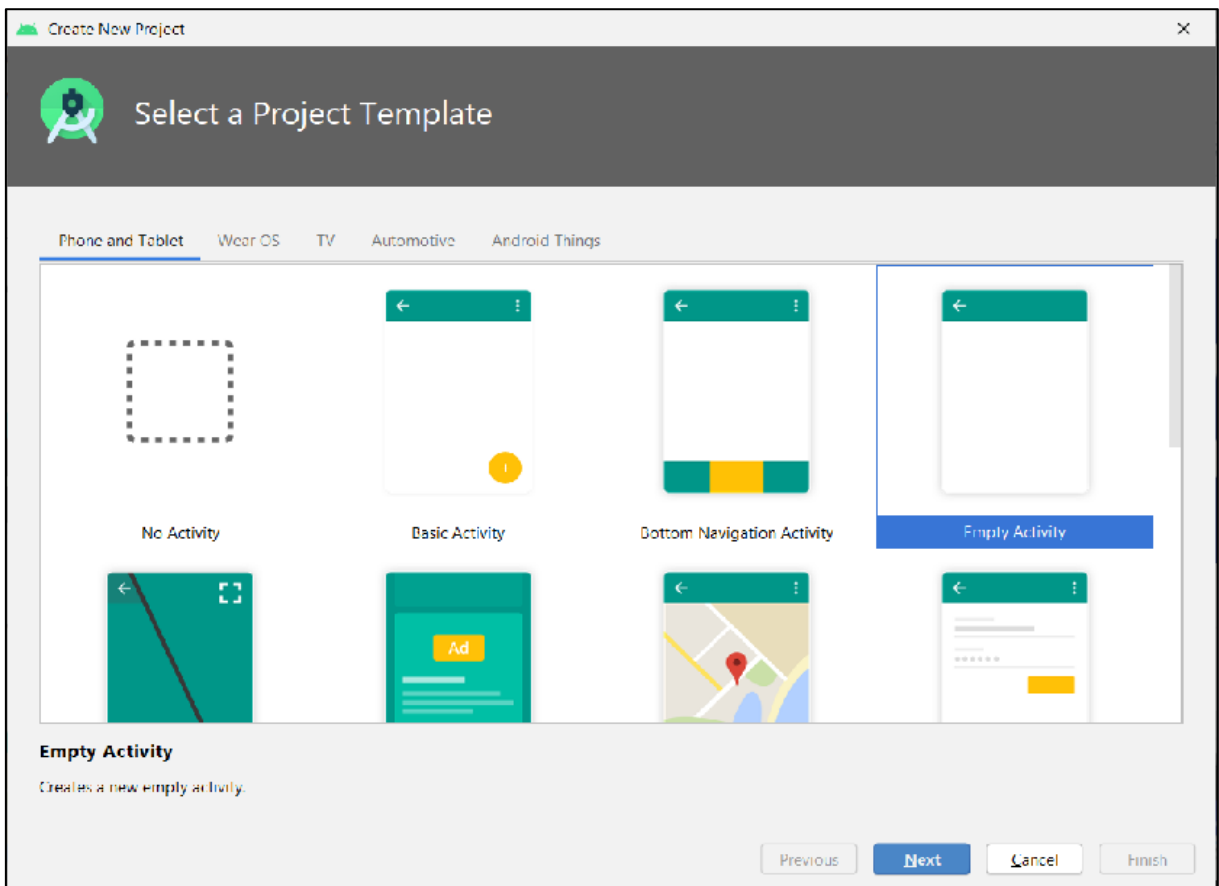 Create New Project
Select a Project Template
Phone and Tablet Wear OS TV Automotive Android Things
No Activity Basic Activity Bottom Navigation Activity Empty Activity
Ad
Empty Activity
Creates a new empty activity.
Previous Next Cancel Finish